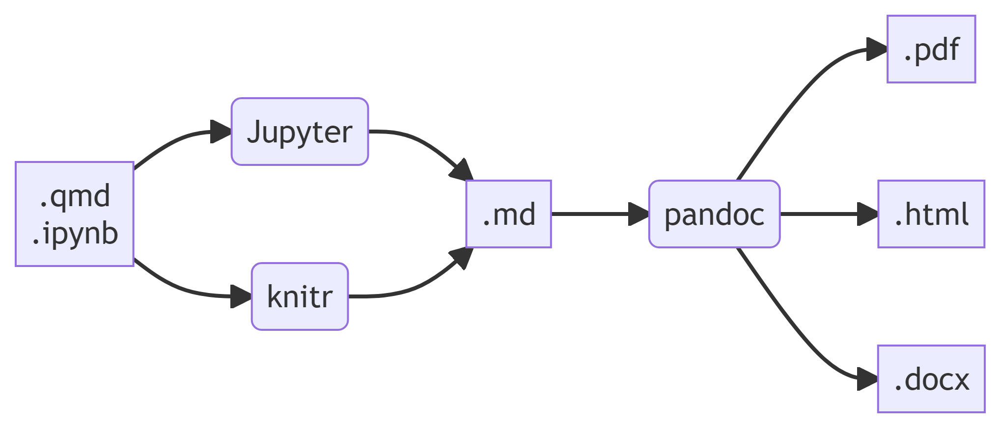 .qmd
.ipynb
Jupyter
knitr
.md
pandoc
.pdf
.html
.docx